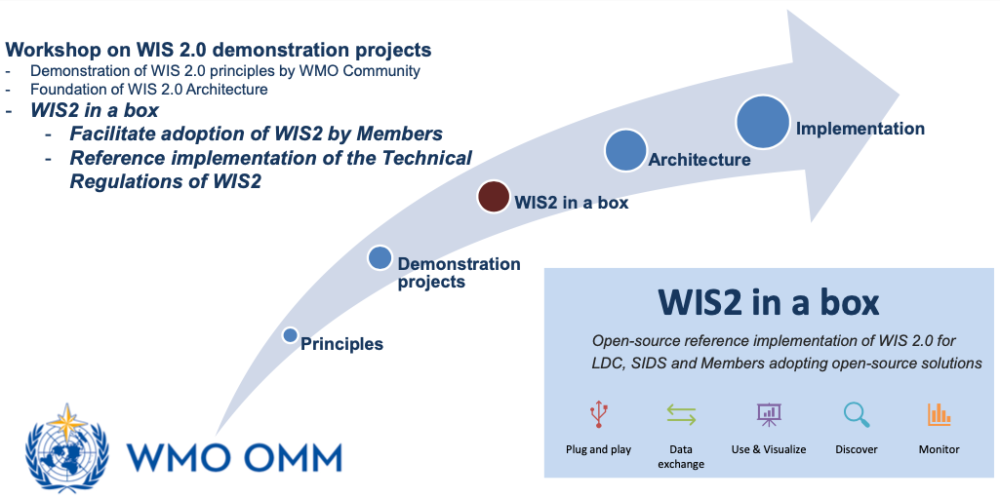 Workshop on WIS 2.0 demonstration projects
- Demonstration of WIS 2.0 principles by WMO Community
- Foundation of WIS 2.0 Architecture
- WIS2 in a box
- Facilitate adoption of WIS2 by Members
- Reference implementation of the Technical
Regulations of WIS2
Implementation
Architecture
WIS2 in a box
Demonstration
projects
Principles
WIS2 in a box
Open-source reference implementation of WIS 2.0 for
LDC, SIDS and Members adopting open-source solutions
Plug and play
Data
exchange
Use & Visualize
Discover
Monitor
WMO OMM